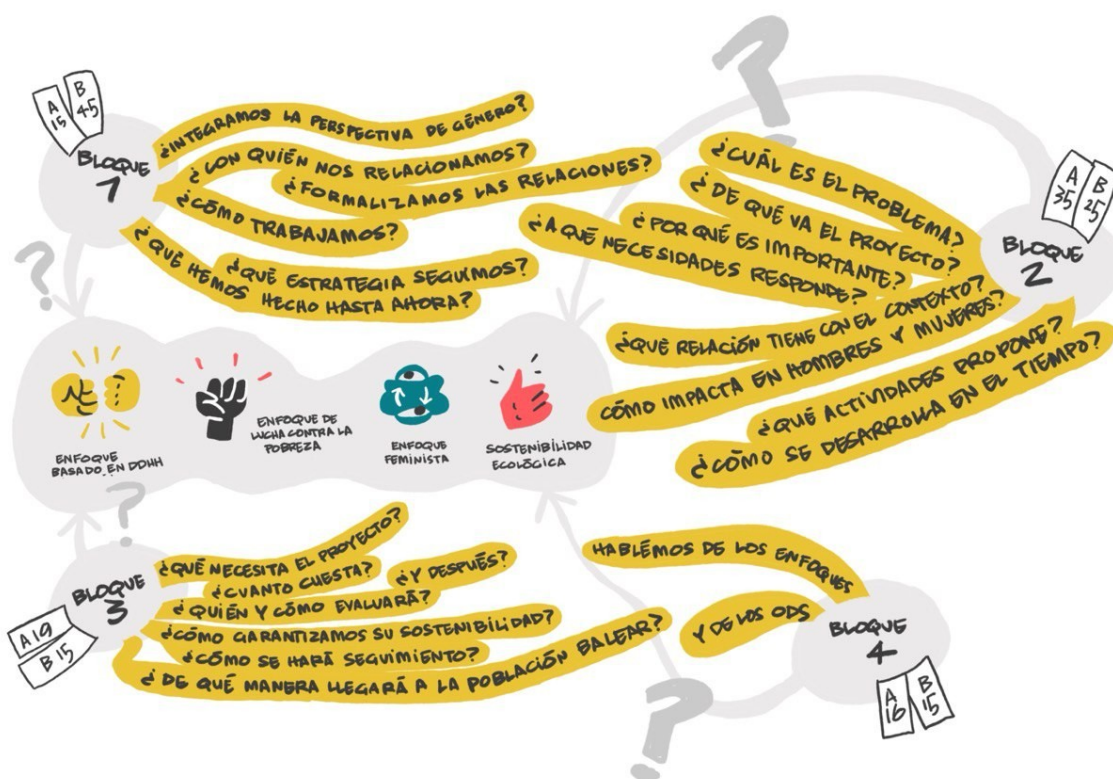 A
15
B
45
BLOQUE
1
¿INTEGRAMOS LA PERSPECTIVA DE GÉNERO?
¿CON QUIÉN NOS RELACIONAMOS?
¿FORMALIZAMOS LAS RELACIONES?
¿CÓMO TRABAJAMOS?
¿QUÉ HEMOS HECHO HASTA AHORA?
¿QUÉ ESTRATEGIA SEGUIMOS?
?
?
A
35
B
25
BLOQUE
2
¿CUÁL ES EL PROBLEMA?
¿DE QUÉ VA EL PROYECTO?
¿POR QUÉ ES IMPORTANTE?
¿A QUÉ NECESIDADES RESPONDE?
¿QUÉ RELACIÓN TIENE CON EL CONTEXTO?
CÓMO IMPACTA EN HOMBRES Y MUJERES?
¿QUÉ ACTIVIDADES PROPONE?
¿CÓMO SE DESARROLLA EN EL TIEMPO?
ENFOQUE
BASADO EN DDHH
ENFOQUE DE
LUCHA CONTRA LA
POBREZA
ENFOQUE
FEMINISTA
SOSTENIBILIDAD
ECOLÓGICA
?
BLOQUE
3
A 19
B 15
¿QUÉ NECESITA EL PROYECTO?
¿CUANTO CUESTA?
¿Y DESPUÉS?
¿QUIÉN Y CÓMO EVALUARÁ?
¿CÓMO GARANTIZAMOS SU SOSTENIBILIDAD?
¿CÓMO SE HARÁ SEGUIMIENTO?
¿DE QUÉ MANERA LLEGARÁ A LA POBLACIÓN BALEAR?
HABLÉMOS DE LOS ENFOQUES
Y DE LOS ODS
BLOQUE
4
A
16
B
15
?